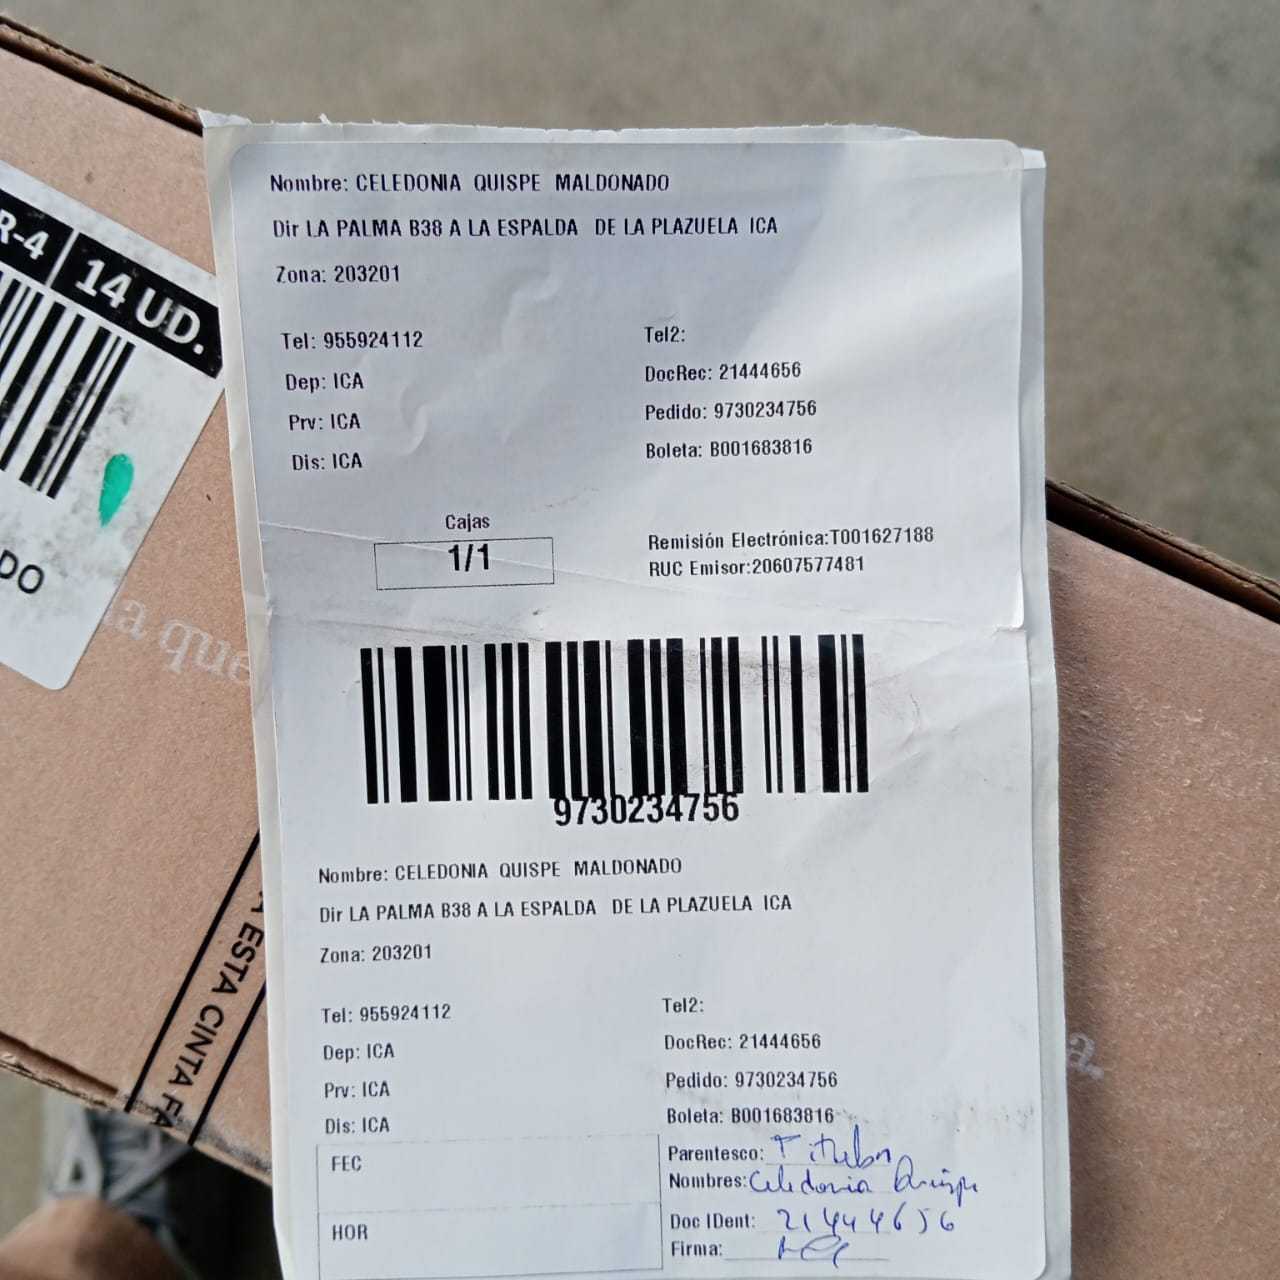 Nombre: CELEDONIA QUISPE MALDONADO
Dir LA PALMA B38 A LA ESPALDA DE LA PLAZUELA ICA
Zona: 203201
Tel: 955924112
Tel2:
Dep: ICA
DocRec: 21444656
Prv: ICA
Pedido: 9730234756
Dis: ICA
Boleta: B001683816
Cajas
1/1
Remisión Electrónica:T001627188
RUC Emisor:20607577481
9730234756
Nombre: CELEDONIA QUISPE MALDONADO
Dir LA PALMA B38 A LA ESPALDA DE LA PLAZUELA ICA
Zona: 203201
Tel: 955924112
Tel2:
Dep: ICA
DocRec: 21444656
Prv: ICA
Pedido: 9730234756
Dis: ICA
Boleta: B001683816
FEC
HOR
Parentesco:
Nombres: Celedonia Quispe
Doc IDent: 21444656
Firma:
R-4
14 UD.
DO
que
A ESTA CINTA FA
a.